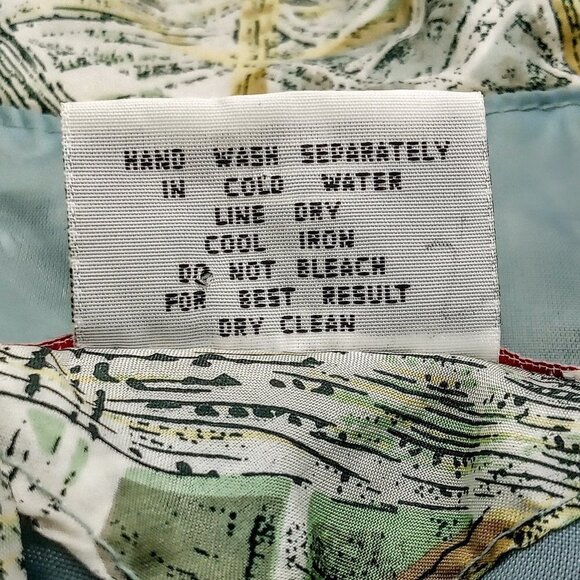 HAND WASH SEPARATELY
IN COLD WATER
LINE DRY
COOL IRON
DO NOT BLEACH
FOR BEST RESULT
DRY CLEAN